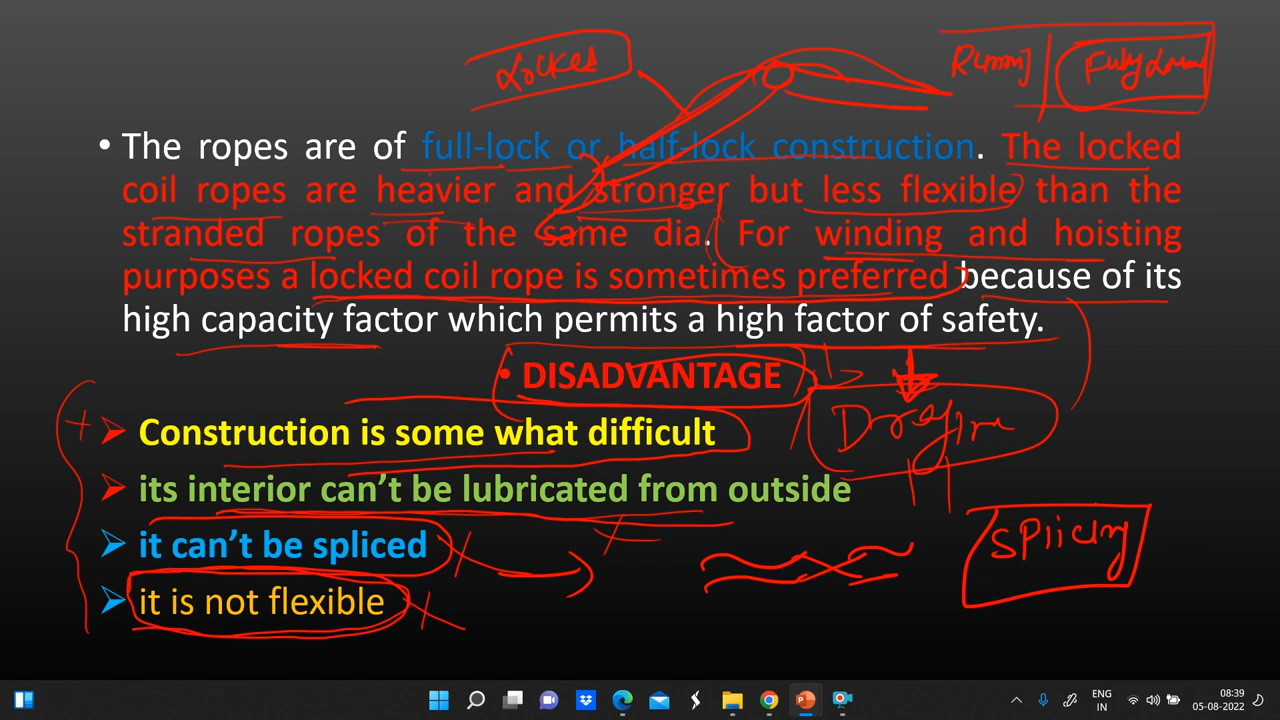 Locked
• The ropes are of full-lock or half-lock construction. The locked
coil ropes are heavier and stronger but less flexible than the
stranded ropes of the same dia. For winding and hoisting
purposes a locked coil rope is sometimes preferred because of its
high capacity factor which permits a high factor of safety.
• DISADVANTAGE
➢ Construction is some what difficult
➢ its interior can't be lubricated from outside
➢ it can't be spliced
Splicing
➢ it is not flexible
ENG
IN
08:39
05-08-2022